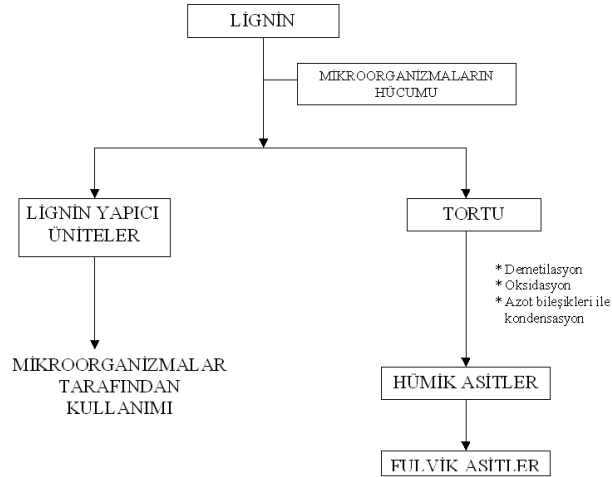 LİGNİN
MİKROORGANİZMALARIN
HÜCUMU
LİGNİN YAPICI
ÜNİTELER
TORTU
* Demetilasyon
* Oksidasyon
* Azot bileşikleri ile
kondensasyon
MİKROORGANİZMALAR
TARAFINDAN
KULLANIMI
HÜMİK ASİTLER
FULVİK ASİTLER